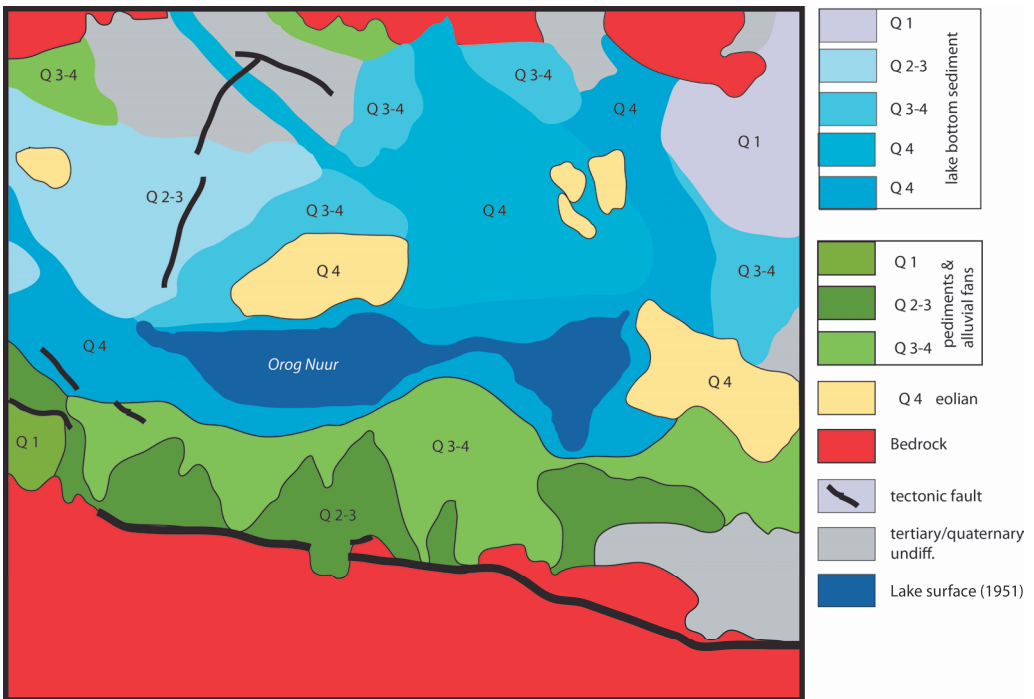 Q 3-4
Q 3-4
Q 3-4
Q 4
Q 1
Q 2-3
Q 3-4
Q 4
Q 4
Q 3-4
Q 4
Orog Nuur
Q 4
Q 1
Q 3-4
Q 2-3
Q 1
Q 2-3
Q 3-4
Q 4
Q 4
lake bottom sediment
Q 1
Q 2-3
Q 3-4
pediments &
alluvial fans
Q 4 eolian
Bedrock
tectonic fault
tertiary/quaternary
undiff.
Lake surface (1951)